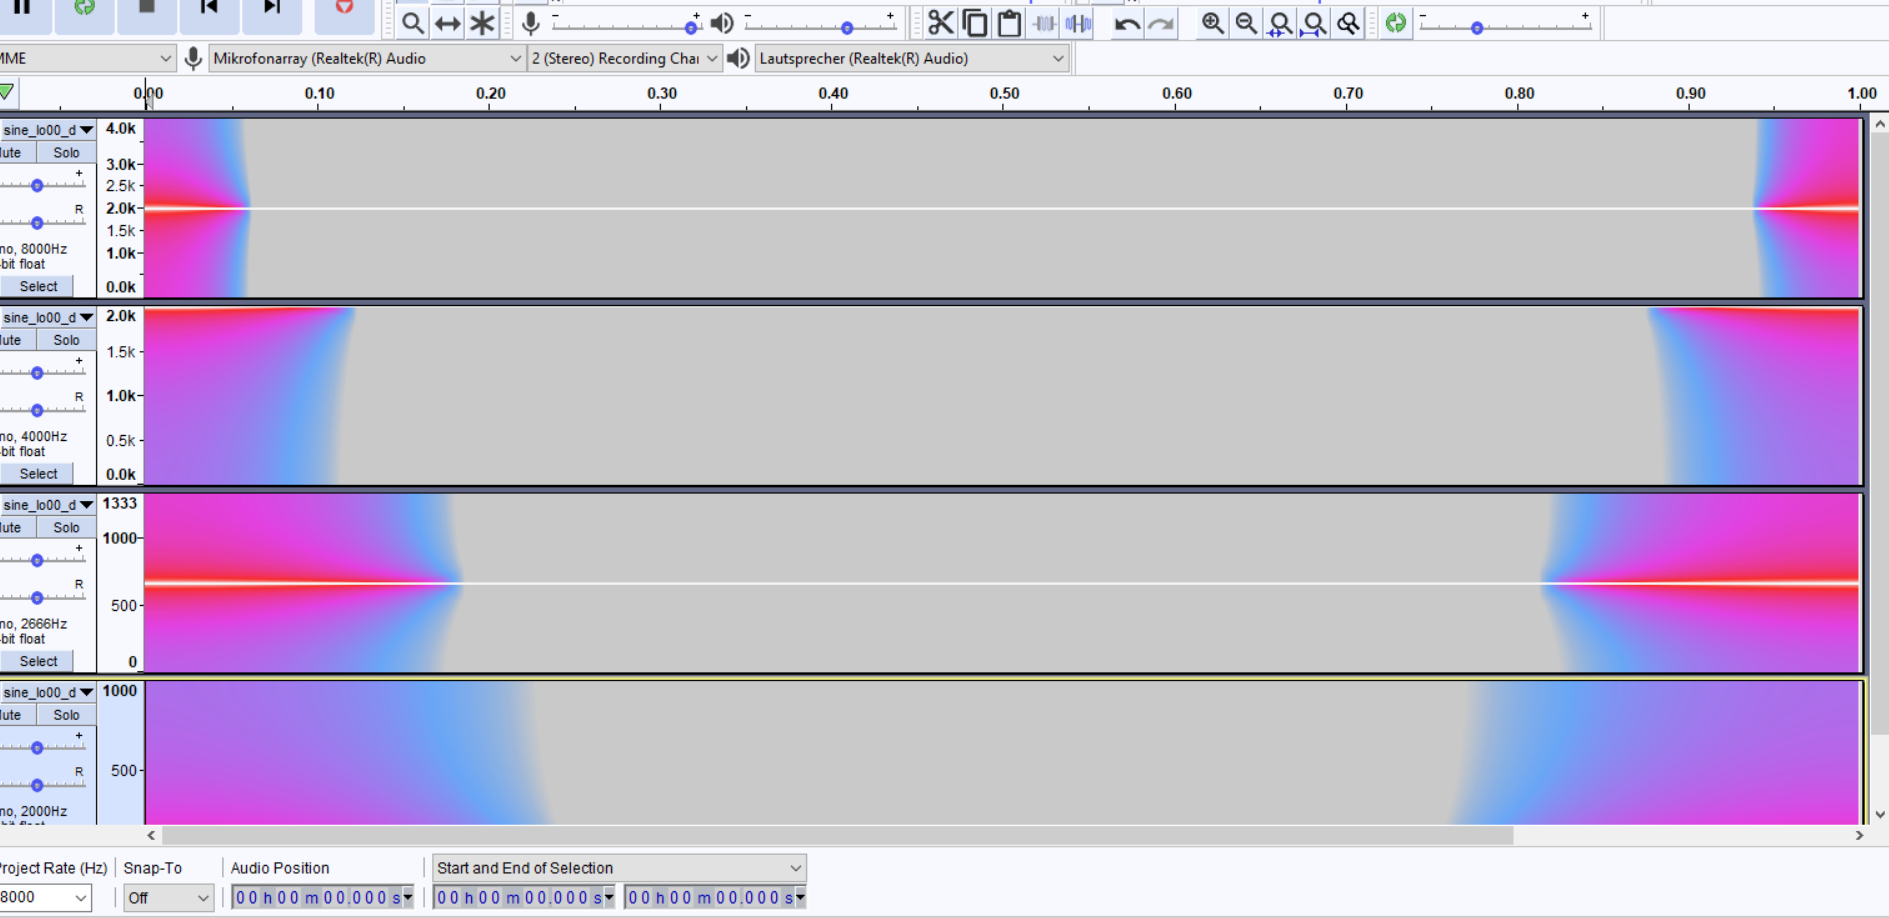 MME Mikrofonarray (Realtek(R) Audio 2 (Stereo) Recording Chai Lautsprecher (Realtek(R) Audio)
0.00 0.10 0.20 0.30 0.40 0.50 0.60 0.70 0.80 0.90 1.00
sine_lo00_d 4.0k
lute Solo
3.0k
+
2.5k
R 2.0k
1.5k
no, 8000Hz 1.0k
-bit float
Select 0.0k
sine_lo00_d 2.0k
lute Solo
1.5k
+
R 1.0k
no, 4000Hz 0.5k
-bit float
Select 0.0k
sine_lo00_d 1333
lute Solo
1000
+
R
500
no, 2666Hz
-bit float
Select 0
sine_lo00_d 1000
lute Solo
+
R 500
no, 2000Hz
Project Rate (Hz) Snap-To Audio Position Start and End of Selection
8000 Off 00 h 00 m 00.000 s 00 h 00 m 00.000 s 00 h 00 m 00.000 s